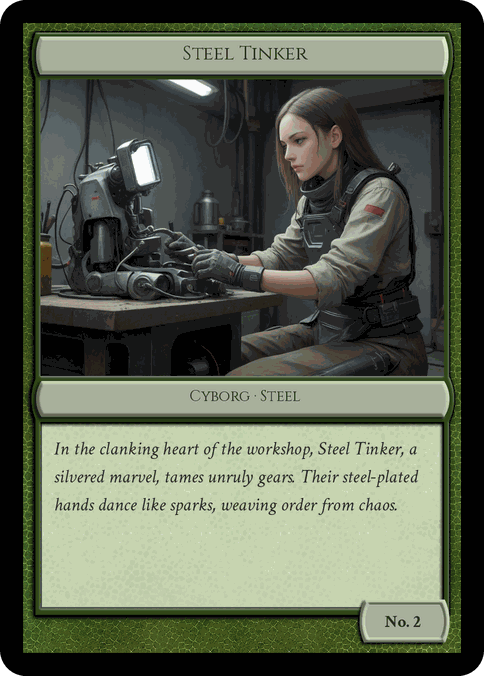 Steel Tinker
Cyborg · Steel
In the clanking heart of the workshop, Steel Tinker, a
silvered marvel, tames unruly gears. Their steel-plated
hands dance like sparks, weaving order from chaos.
No. 2